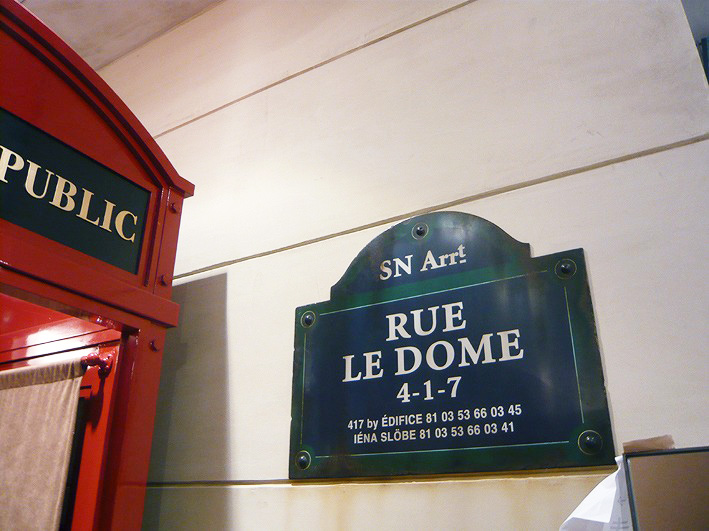 PUBLIC
SN Arrt
RUE
LE DOME
4-1-7
417 by ÉDIFICE 81 03 53 66 03 45
IÉNA SLÖBE 81 03 53 66 03 41